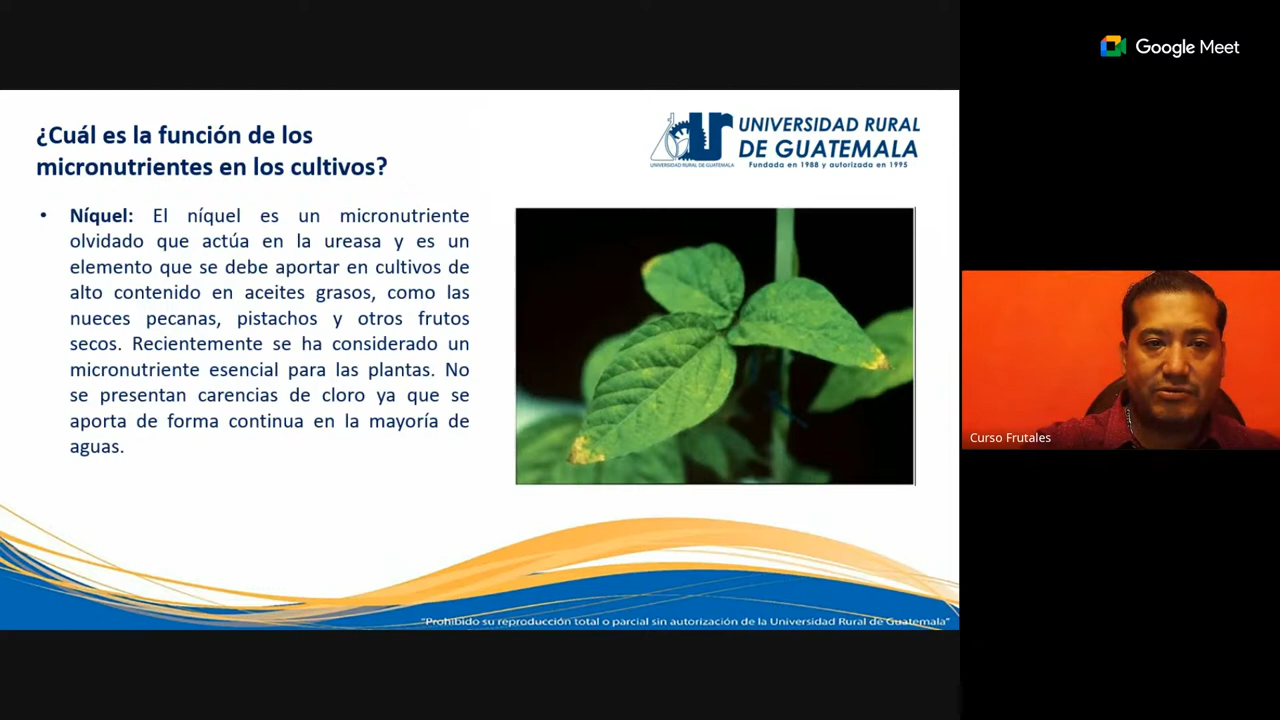 Google Meet
¿Cuál es la función de los
micronutrientes en los cultivos?
UNIVERSIDAD RURAL
DE GUATEMALA
Fundada en 1988 y autorizada en 1995
UNIVERSIDAD RURAL DE GUATEMALA
• Níquel: El níquel es un micronutriente
olvidado que actúa en la ureasa y es un
elemento que se debe aportar en cultivos de
alto contenido en aceites grasos, como las
nueces pecanas, pistachos y otros frutos
secos. Recientemente se ha considerado un
micronutriente esencial para las plantas. No
se presentan carencias de cloro ya que se
aporta de forma continua en la mayoría de
aguas.
Curso Frutales
"Prohibido su reproducción total o parcial sin autorización de la Universidad Rural de Guatemala"